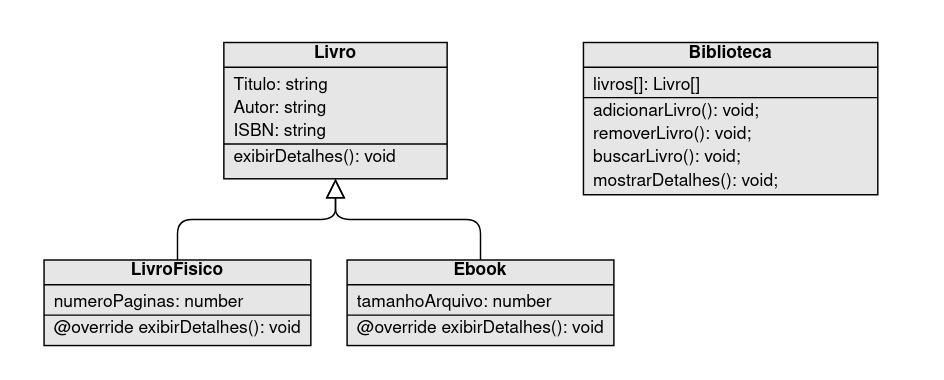 Livro
Titulo: string
Autor: string
ISBN: string
exibirDetalhes(): void
Biblioteca
livros[]: Livro[]
adicionarLivro(): void;
removerLivro(): void;
buscarLivro(): void;
mostrarDetalhes(): void;
LivroFisico
numeroPaginas: number
@override exibirDetalhes(): void
Ebook
tamanhoArquivo: number
@override exibirDetalhes(): void